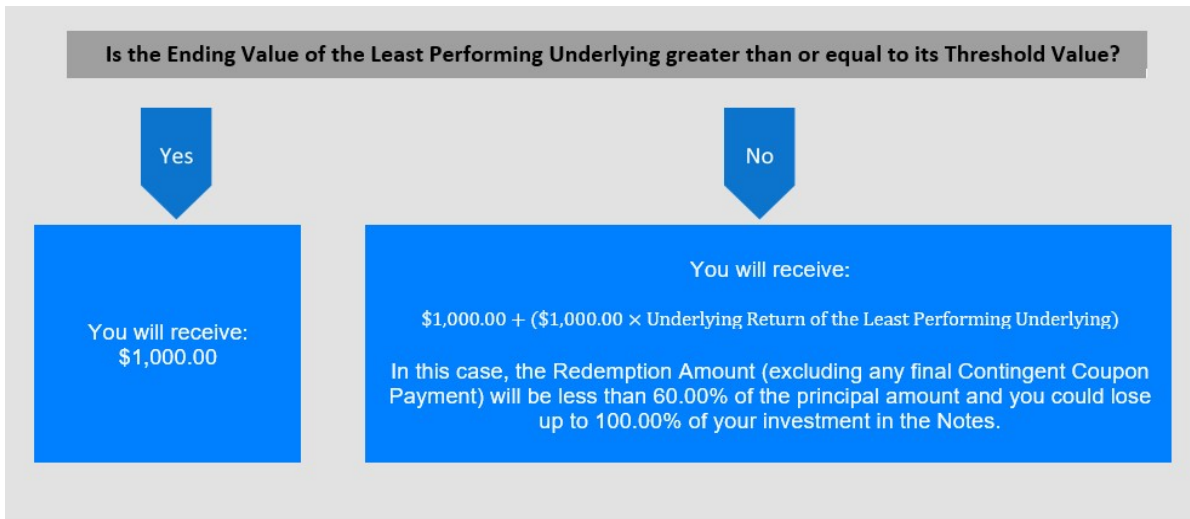 Is the Ending Value of the Least Performing Underlying greater than or equal to its Threshold Value?
Yes
No
You will receive:
$1,000.00
You will receive:
$1,000.00 + ($1,000.00 × Underlying Return of the Least Performing Underlying)
In this case, the Redemption Amount (excluding any final Contingent Coupon
Payment) will be less than 60.00% of the principal amount and you could lose
up to 100.00% of your investment in the Notes.